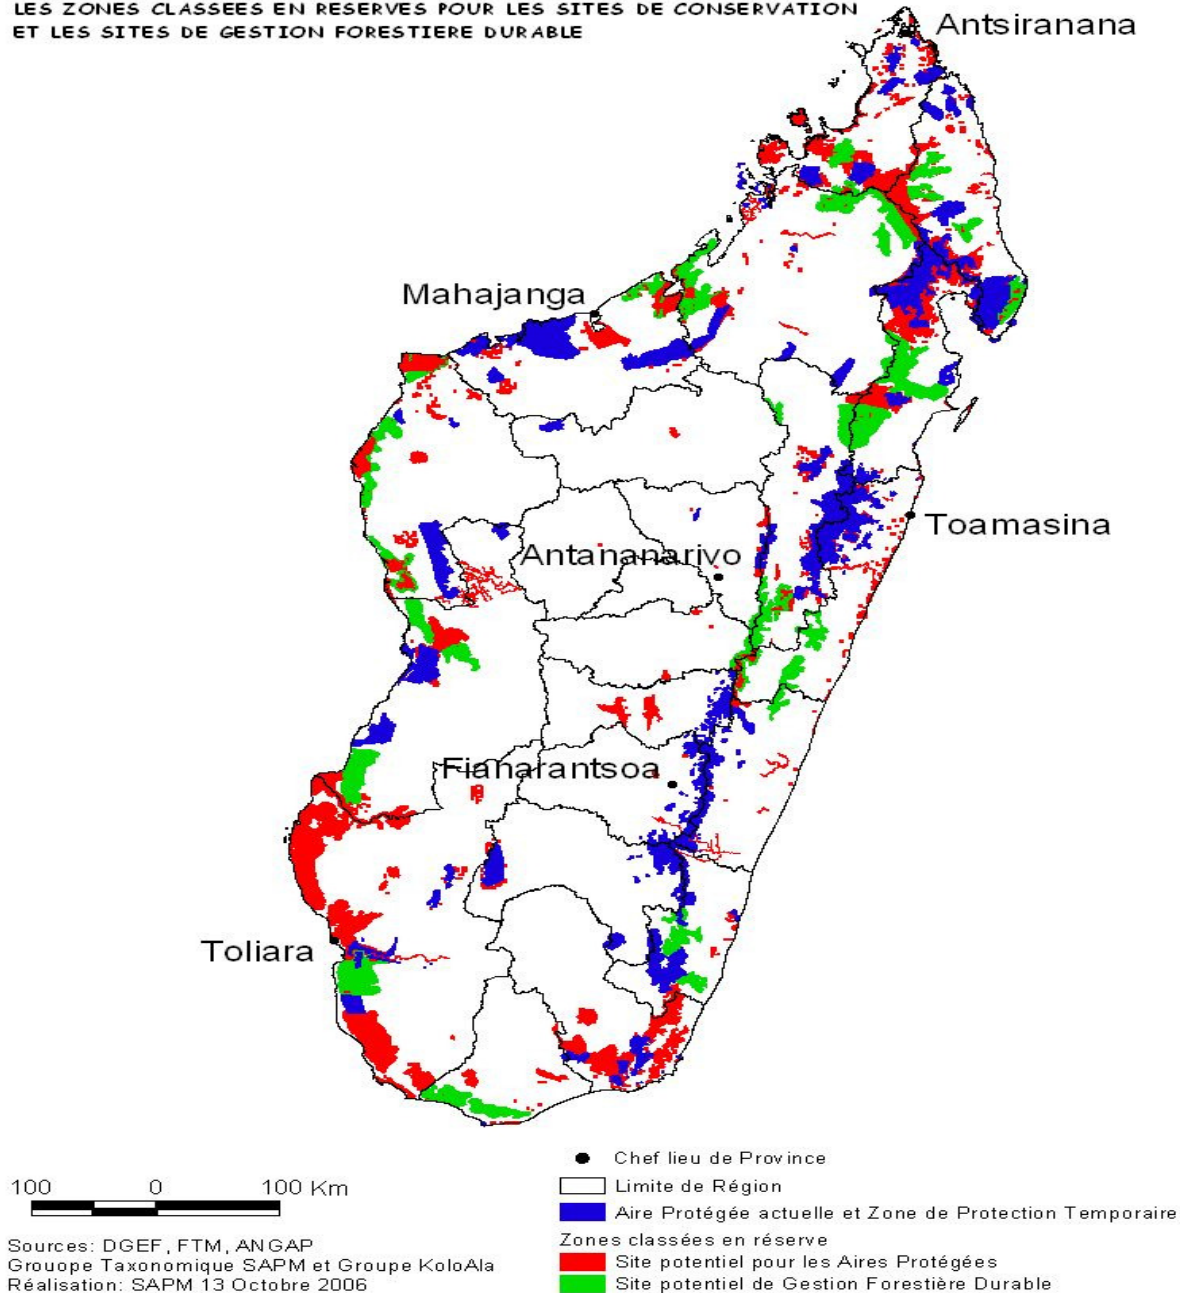 LES ZONES CLASSEES EN RESERVES POUR LES SITES DE CONSERVATION
ET LES SITES DE GESTION FORESTIERE DURABLE
Antsiranana
Mahajanga
Toamasina
Antananarivo
Fianarantsoa
Toliara
Chef lieu de Province
100 0 100 Km
Limite de Région
Aire Protégée actuelle et Zone de Protection Temporaire
Zones classées en réserve
Site potentiel pour les Aires Protégées
Site potentiel de Gestion Forestière Durable
Sources: DGEF, FTM, ANGAP
Grouope Taxonomique SAPM et Groupe KoloAla
Réalisation: SAPM 13 Octobre 2006